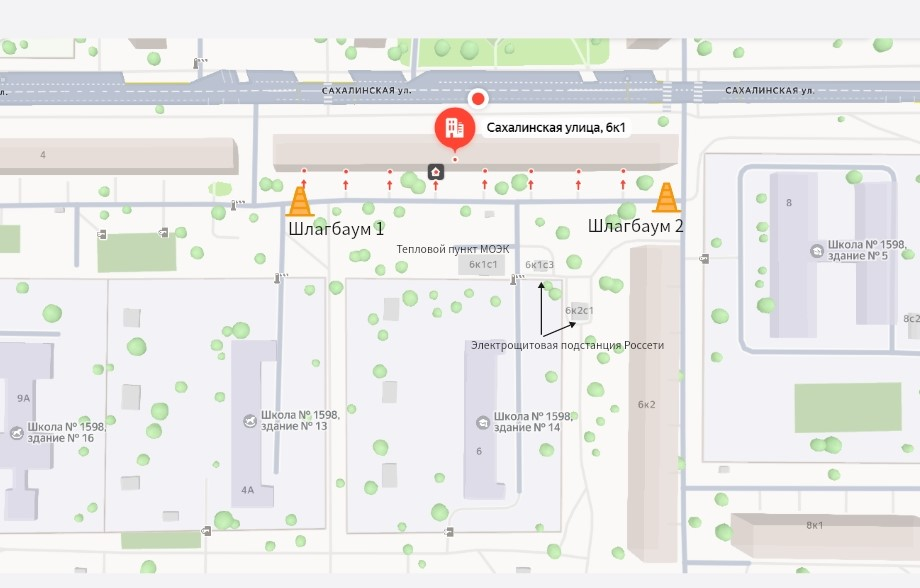 л.
САХАЛИНСКАЯ ул.
САХАЛИНСКАЯ ул.
Сахалинская улица, 6к1
4
8
Шлагбаум 1
Шлагбаум 2
Школа № 1598,
здание № 5
Тепловой пункт МОЭК
6к1с1
6к1с3
6к2с1
8с2
Электрощитовая подстанция Россети
9А
Школа № 1598,
здание № 16
Школа № 1598,
здание № 13
4А
Школа № 1598,
здание № 14
6
6к2
8к1